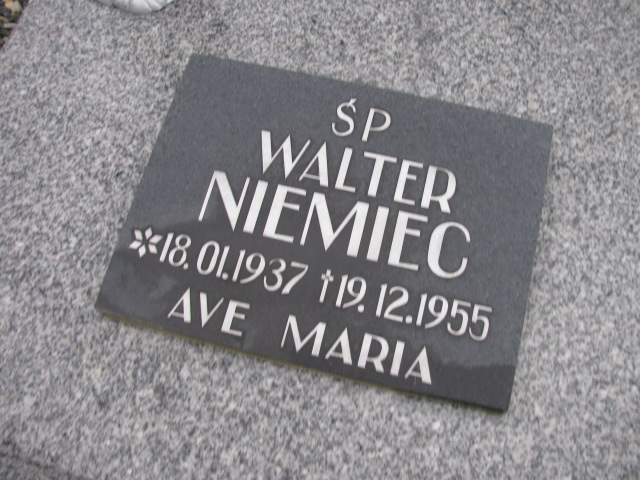 ŚP
WALTER
NIEMIEC
*18.01.1937 †19.12.1955
AVE MARIA